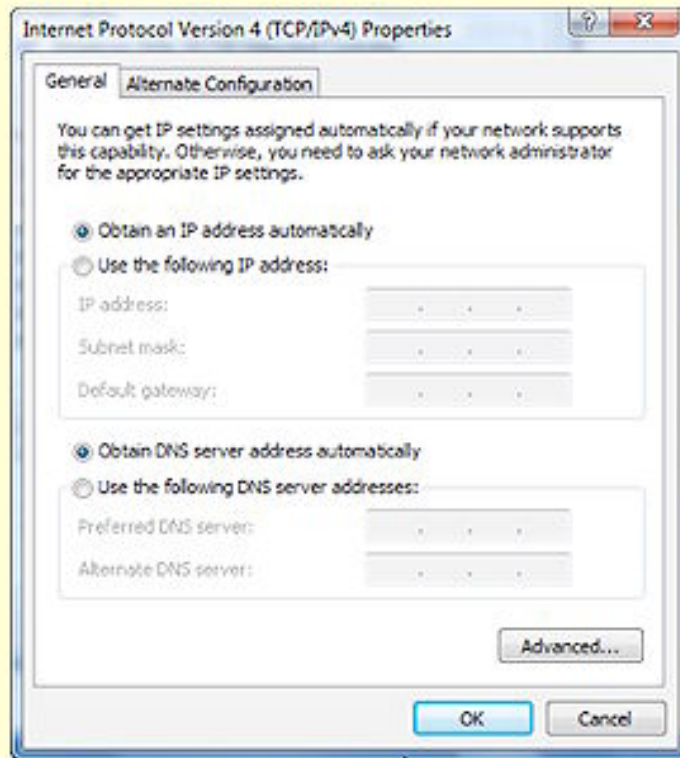 Internet Protocol Version 4 (TCP/IPv4) Properties
General
Alternate Configuration
You can get IP settings assigned automatically if your network supports
this capability. Otherwise, you need to ask your network administrator
for the appropriate IP settings.
Obtain an IP address automatically
Use the following IP address:
IP address:
Subnet mask:
Default gateway:
Obtain DNS server address automatically
Use the following DNS server addresses:
Preferred DNS server:
Alternate DNS server:
Advanced...
OK
Cancel